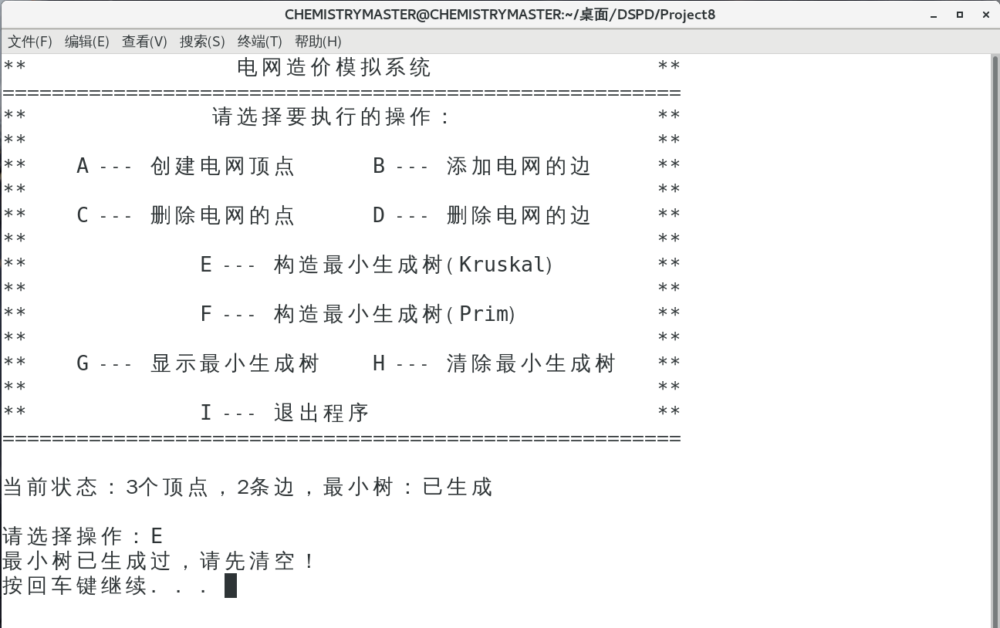 CHEMISTRYMASTER@CHEMISTRYMASTER:~/桌面/DSPD/Project8
文件(F) 编辑(E) 查看(V) 搜索(S) 终端(T) 帮助(H)
** 电网造价模拟系统 **
=======================================================
** 请选择要执行的操作： **
** **
** A --- 创建电网顶点 B --- 添加电网的边 **
** **
** C --- 删除电网的点 D --- 删除电网的边 **
** **
** E --- 构造最小生成树(Kruskal) **
** **
** F --- 构造最小生成树(Prim) **
** **
** G --- 显示最小生成树 H --- 清除最小生成树 **
** **
** I --- 退出程序 **
=======================================================
当前状态：3个顶点，2条边，最小树：已生成
请选择操作：E
最小树已生成过，请先清空！
按回车键继续. . .